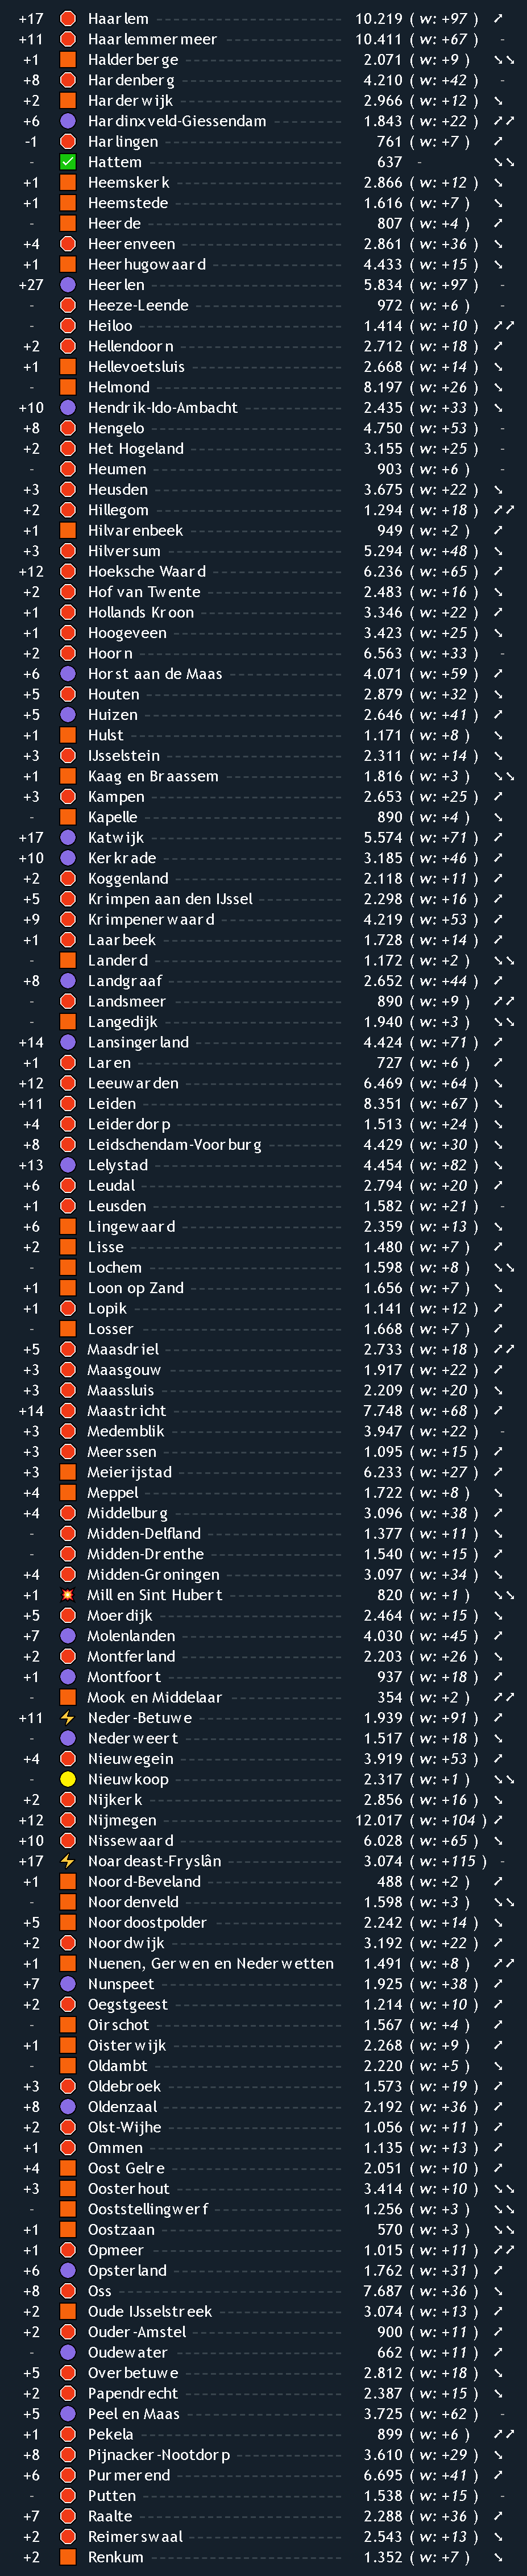 +17 Haarlem 10.219 ( w: +97 ) ↗
+11 Haarlemmermeer 10.411 ( w: +67 ) -
+1 Halderberge 2.071 ( w: +9 ) ↘↘
+8 Hardenberg 4.210 ( w: +42 ) -
+2 Harderwijk 2.966 ( w: +12 ) ↘
+6 Hardinxveld-Giessendam 1.843 ( w: +22 ) ↗↗
-1 Harlingen 761 ( w: +7 ) ↗
- Hattem 637 - ↘↘
+1 Heemskerk 2.866 ( w: +12 ) ↘
+1 Heemstede 1.616 ( w: +7 ) ↘
- Heerde 807 ( w: +4 ) ↗
+4 Heerenveen 2.861 ( w: +36 ) ↘
+1 Heerhugowaard 4.433 ( w: +15 ) ↘
+27 Heerlen 5.834 ( w: +97 ) -
- Heeze-Leende 972 ( w: +6 ) -
- Heiloo 1.414 ( w: +10 ) ↗↗
+2 Hellendoorn 2.712 ( w: +18 ) ↗
+1 Hellevoetsluis 2.668 ( w: +14 ) ↘
- Helmond 8.197 ( w: +26 ) ↘
+10 Hendrik-Ido-Ambacht 2.435 ( w: +33 ) ↘
+8 Hengelo 4.750 ( w: +53 ) -
+2 Het Hogeland 3.155 ( w: +25 ) -
- Heumen 903 ( w: +6 ) -
+3 Heusden 3.675 ( w: +22 ) ↘
+2 Hillegom 1.294 ( w: +18 ) ↗↗
+1 Hilvarenbeek 949 ( w: +2 ) ↗
+3 Hilversum 5.294 ( w: +48 ) ↘
+12 Hoeksche Waard 6.236 ( w: +65 ) ↗
+2 Hof van Twente 2.483 ( w: +16 ) ↘
+1 Hollands Kroon 3.346 ( w: +22 ) ↗
+1 Hoogeveen 3.423 ( w: +25 ) ↘
+2 Hoorn 6.563 ( w: +33 ) -
+6 Horst aan de Maas 4.071 ( w: +59 ) ↗
+5 Houten 2.879 ( w: +32 ) ↘
+5 Huizen 2.646 ( w: +41 ) ↗
+1 Hulst 1.171 ( w: +8 ) ↘
+3 IJsselstein 2.311 ( w: +14 ) ↘
+1 Kaag en Braassem 1.816 ( w: +3 ) ↘↘
+3 Kampen 2.653 ( w: +25 ) ↗
- Kapelle 890 ( w: +4 ) ↘
+17 Katwijk 5.574 ( w: +71 ) ↗
+10 Kerkrade 3.185 ( w: +46 ) ↗
+2 Koggenland 2.118 ( w: +11 ) ↗
+5 Krimpen aan den IJssel 2.298 ( w: +16 ) ↗
+9 Krimpenerwaard 4.219 ( w: +53 ) ↗
+1 Laarbeek 1.728 ( w: +14 ) ↗
- Landerd 1.172 ( w: +2 ) ↘↘
+8 Landgraaf 2.652 ( w: +44 ) ↗
- Landsmeer 890 ( w: +9 ) ↗↗
- Langedijk 1.940 ( w: +3 ) ↘↘
+14 Lansingerland 4.424 ( w: +71 ) ↗
+1 Laren 727 ( w: +6 ) ↗
+12 Leeuwarden 6.469 ( w: +64 ) ↘
+11 Leiden 8.351 ( w: +67 ) ↘
+4 Leiderdorp 1.513 ( w: +24 ) ↘
+8 Leidschendam-Voorburg 4.429 ( w: +30 ) ↘
+13 Lelystad 4.454 ( w: +82 ) ↘
+6 Leudal 2.794 ( w: +20 ) ↗
+1 Leusden 1.582 ( w: +21 ) -
+6 Lingewaard 2.359 ( w: +13 ) ↘
+2 Lisse 1.480 ( w: +7 ) ↗
- Lochem 1.598 ( w: +8 ) ↘↘
+1 Loon op Zand 1.656 ( w: +7 ) ↘
+1 Lopik 1.141 ( w: +12 ) ↗
- Losser 1.668 ( w: +7 ) ↗
+5 Maasdriel 2.733 ( w: +18 ) ↗↗
+3 Maasgouw 1.917 ( w: +22 ) ↗
+3 Maassluis 2.209 ( w: +20 ) ↘
+14 Maastricht 7.748 ( w: +68 ) ↗
+3 Medemblik 3.947 ( w: +22 ) -
+3 Meerssen 1.095 ( w: +15 ) ↗
+3 Meierijstad 6.233 ( w: +27 ) ↗
+4 Meppel 1.722 ( w: +8 ) ↘
+4 Middelburg 3.096 ( w: +38 ) ↗
- Midden-Delfland 1.377 ( w: +11 ) ↘
- Midden-Drenthe 1.540 ( w: +15 ) ↗
+4 Midden-Groningen 3.097 ( w: +34 ) ↘
+1 Mill en Sint Hubert 820 ( w: +1 ) ↘↘
+5 Moerdijk 2.464 ( w: +15 ) ↘
+7 Molenlanden 4.030 ( w: +45 ) ↗
+2 Montferland 2.203 ( w: +26 ) ↘
+1 Montfoort 937 ( w: +18 ) ↗
- Mook en Middelaar 354 ( w: +2 ) ↗↗
+11 Neder-Betuwe 1.939 ( w: +91 ) ↗
- Nederweert 1.517 ( w: +18 ) ↘
+4 Nieuwegein 3.919 ( w: +53 ) ↗
- Nieuwkoop 2.317 ( w: +1 ) ↘↘
+2 Nijkerk 2.856 ( w: +16 ) ↘
+12 Nijmegen 12.017 ( w: +104 ) ↗
+10 Nissewaard 6.028 ( w: +65 ) ↘
+17 Noardeast-Fryslân 3.074 ( w: +115 ) -
+1 Noord-Beveland 488 ( w: +2 ) ↗
- Noordenveld 1.598 ( w: +3 ) ↘↘
+5 Noordoostpolder 2.242 ( w: +14 ) ↘
+2 Noordwijk 3.192 ( w: +22 ) ↗
+1 Nuenen, Gerwen en Nederwetten 1.491 ( w: +8 ) ↗↗
+7 Nunspeet 1.925 ( w: +38 ) ↗
+2 Oegstgeest 1.214 ( w: +10 ) ↗
- Oirschot 1.567 ( w: +4 ) ↗
+1 Oisterwijk 2.268 ( w: +9 ) ↗
- Oldambt 2.220 ( w: +5 ) ↘
+3 Oldebroek 1.573 ( w: +19 ) ↗
+8 Oldenzaal 2.192 ( w: +36 ) ↗
+2 Olst-Wijhe 1.056 ( w: +11 ) ↗
+1 Ommen 1.135 ( w: +13 ) ↗
+4 Oost Gelre 2.051 ( w: +10 ) ↗
+3 Oosterhout 3.414 ( w: +10 ) ↘↘
- Ooststellingwerf 1.256 ( w: +3 ) ↘↘
+1 Oostzaan 570 ( w: +3 ) ↘↘
+1 Opmeer 1.015 ( w: +11 ) ↗↗
+6 Opsterland 1.762 ( w: +31 ) ↗
+8 Oss 7.687 ( w: +36 ) ↘
+2 Oude IJsselstreek 3.074 ( w: +13 ) ↗
+2 Ouder-Amstel 900 ( w: +11 ) ↗
- Oudewater 662 ( w: +11 ) ↗
+5 Overbetuwe 2.812 ( w: +18 ) ↘
+2 Papendrecht 2.387 ( w: +15 ) ↘
+5 Peel en Maas 3.725 ( w: +62 ) -
+1 Pekela 899 ( w: +6 ) ↗↗
+8 Pijnacker-Nootdorp 3.610 ( w: +29 ) ↘
+6 Purmerend 6.695 ( w: +41 ) ↗
- Putten 1.538 ( w: +15 ) -
+7 Raalte 2.288 ( w: +36 ) ↗
+2 Reimerswaal 2.543 ( w: +13 ) ↘
+2 Renkum 1.352 ( w: +7 ) ↘